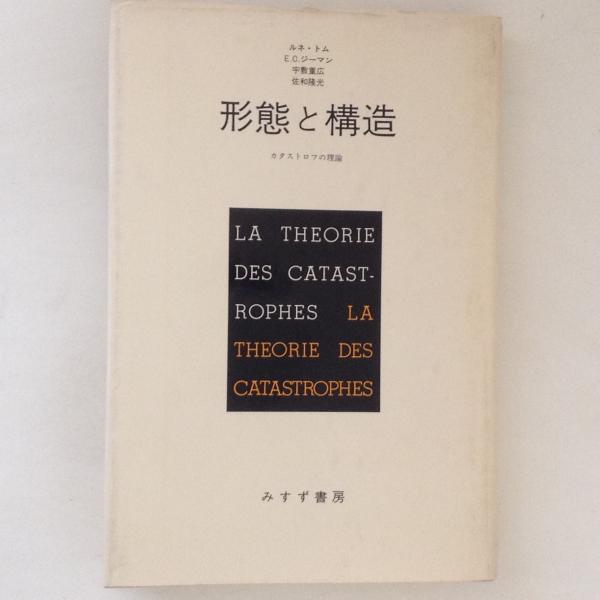 ルネ・トム
E.C.ジーマン
宇敷重広
佐和隆光
形態と構造
カタストロフの理論
LA THEORIE
DES CATAST-
ROPHES LA
THEORIE DES
CATASTROPHES
みすず書房